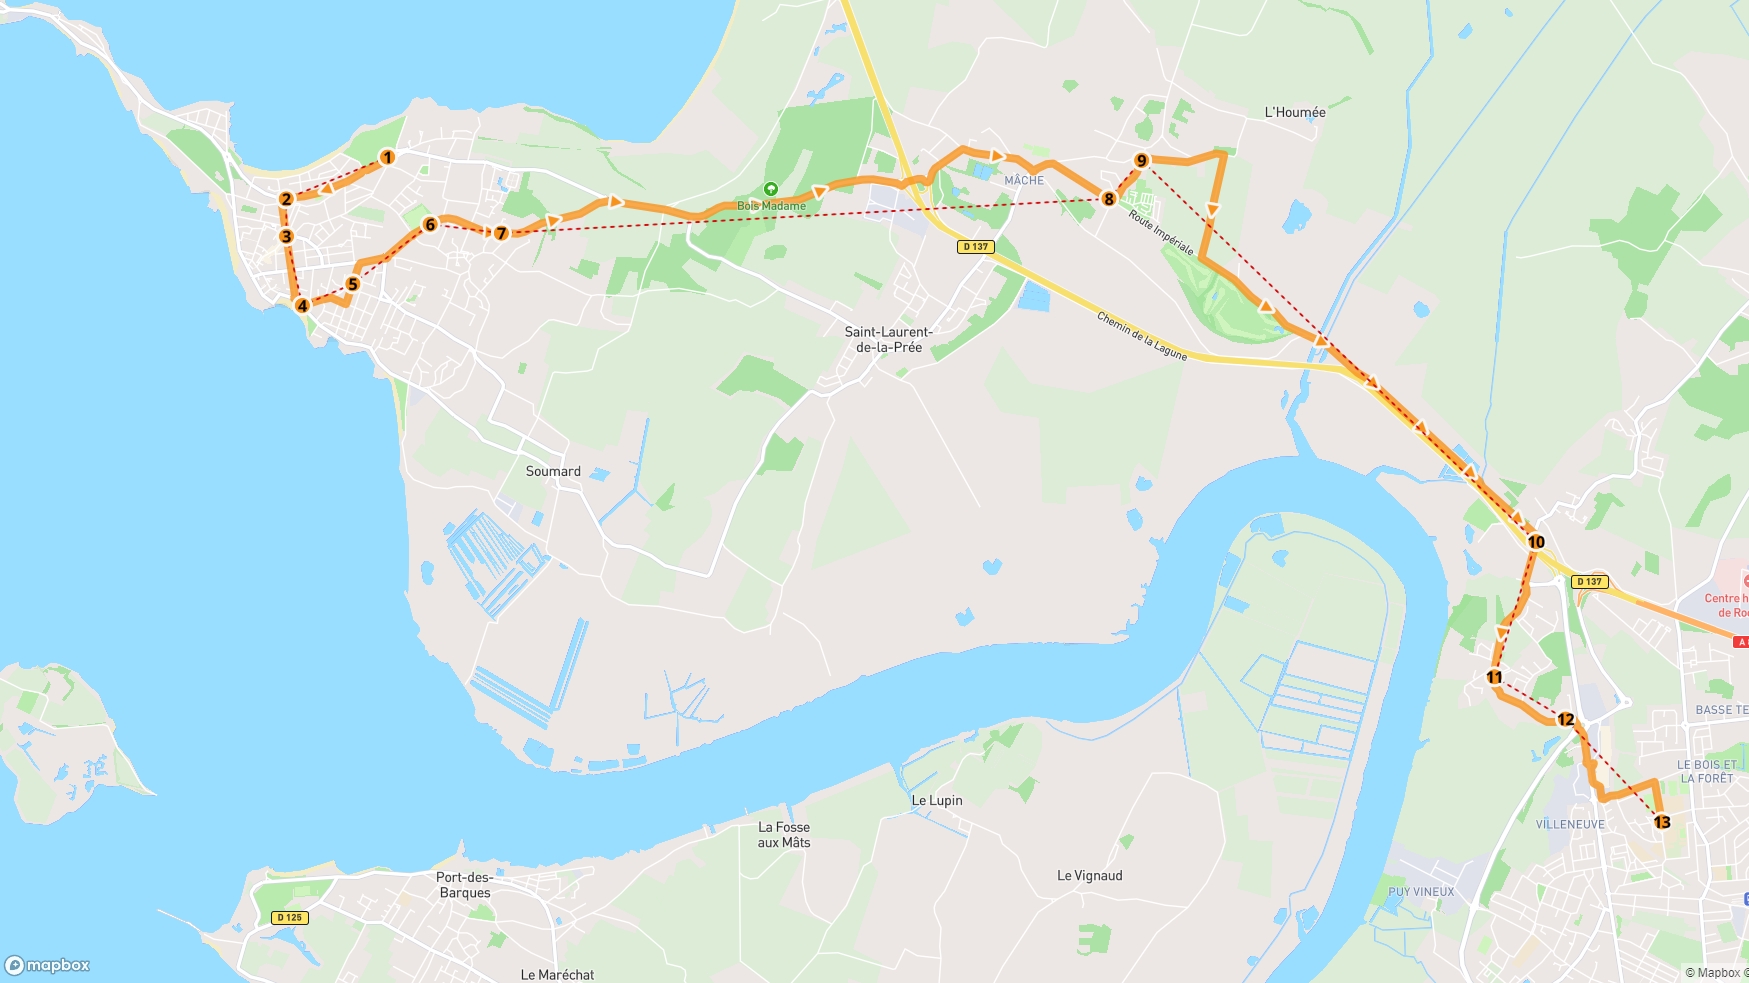 L'Houmée
1
9
MÂCHE
2
8
Bois Madame
Route Impériale
6
7
3
D 137
5
4
Chemin de la Lagune
Saint-Laurent-
de-la-Prée
Soumard
10
D 137
Centre h
de Roc
A
11
12
BASSE TE
LE BOIS ET
LA FORÊT
Le Lupin
13
VILLENEUVE
La Fosse
aux Mâts
Port-des-
Barques
Le Vignaud
PUY VINEUX
D 125
mapbox
Le Maréchat
© Mapbox ©